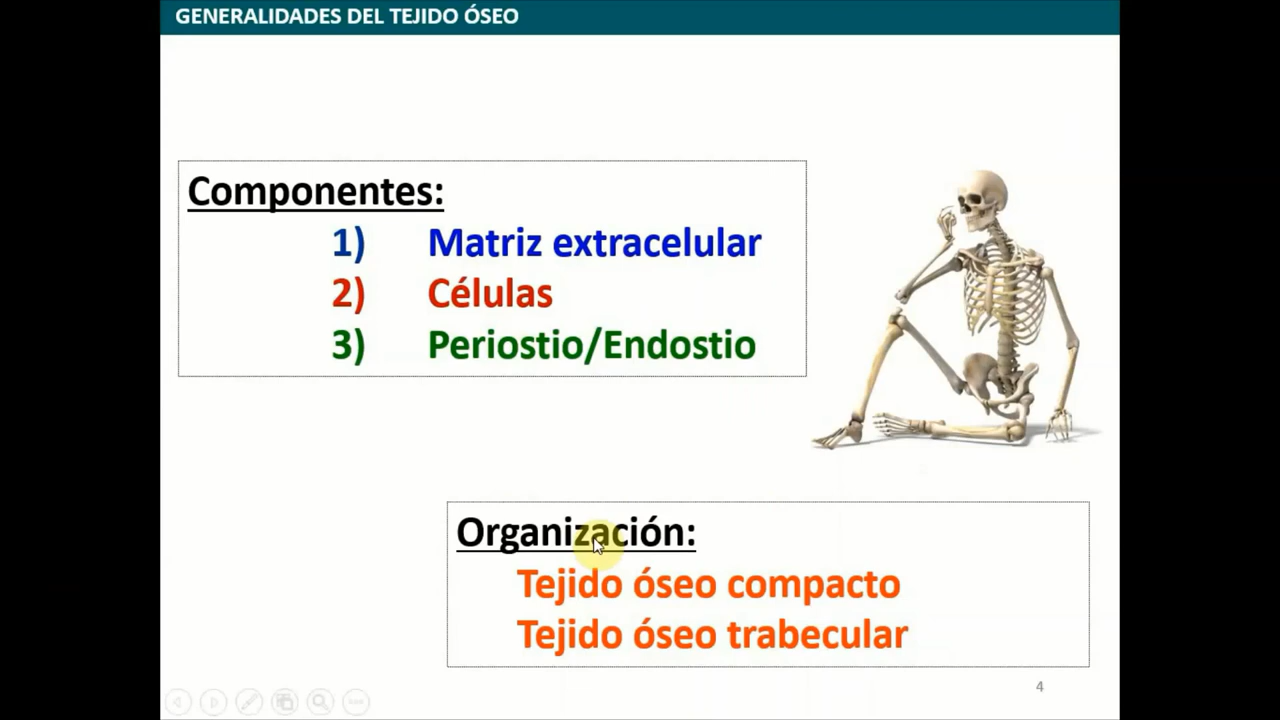 GENERALIDADES DEL TEJIDO ÓSEO
Componentes:
1) Matriz extracelular
2) Células
3) Periostio/Endostio
Organización:
Tejido óseo compacto
Tejido óseo trabecular
4